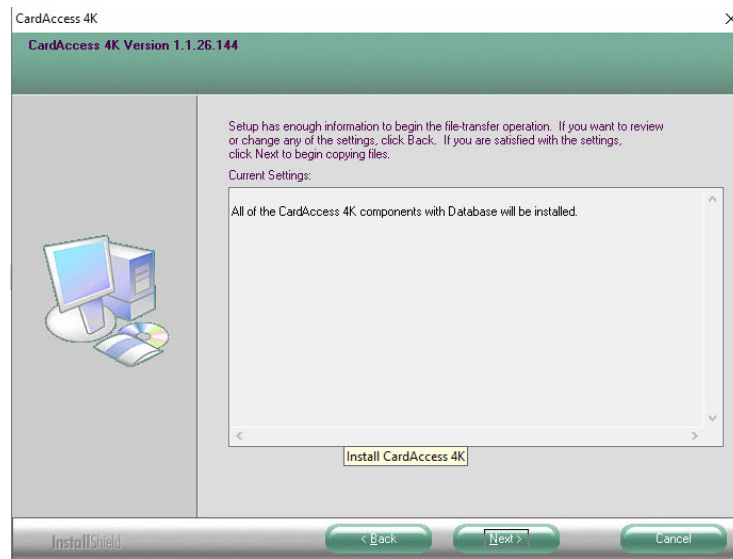 CardAccess 4K
CardAccess 4K Version 1.1.26.144
Setup has enough information to begin the file-transfer operation. If you want to review
or change any of the settings, click Back. If you are satisfied with the settings,
click Next to begin copying files.
Current Settings:
All of the CardAccess 4K components with Database will be installed.
Install CardAccess 4K
InstallShield
< Back
Next >
Cancel